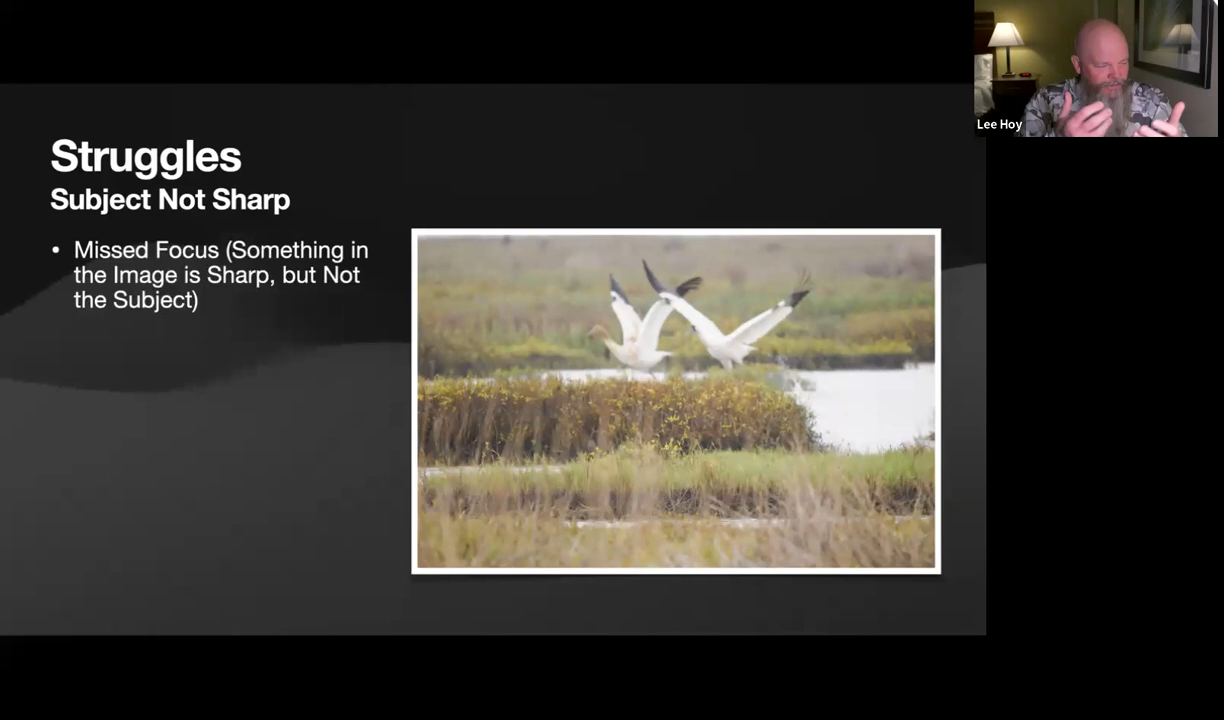 Lee Hoy
Struggles
Subject Not Sharp
• Missed Focus (Something in
the Image is Sharp, but Not
the Subject)